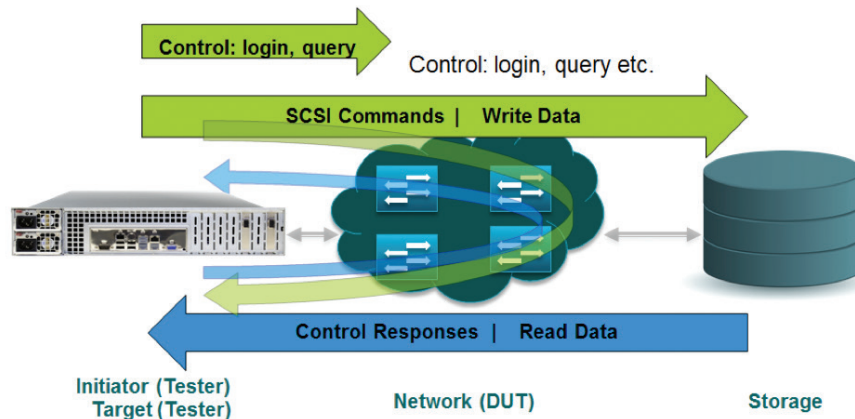 Control: login, query
Control: login, query etc.
SCSI Commands | Write Data
Control Responses | Read Data
Initiator (Tester)
Target (Tester)
Network (DUT)
Storage